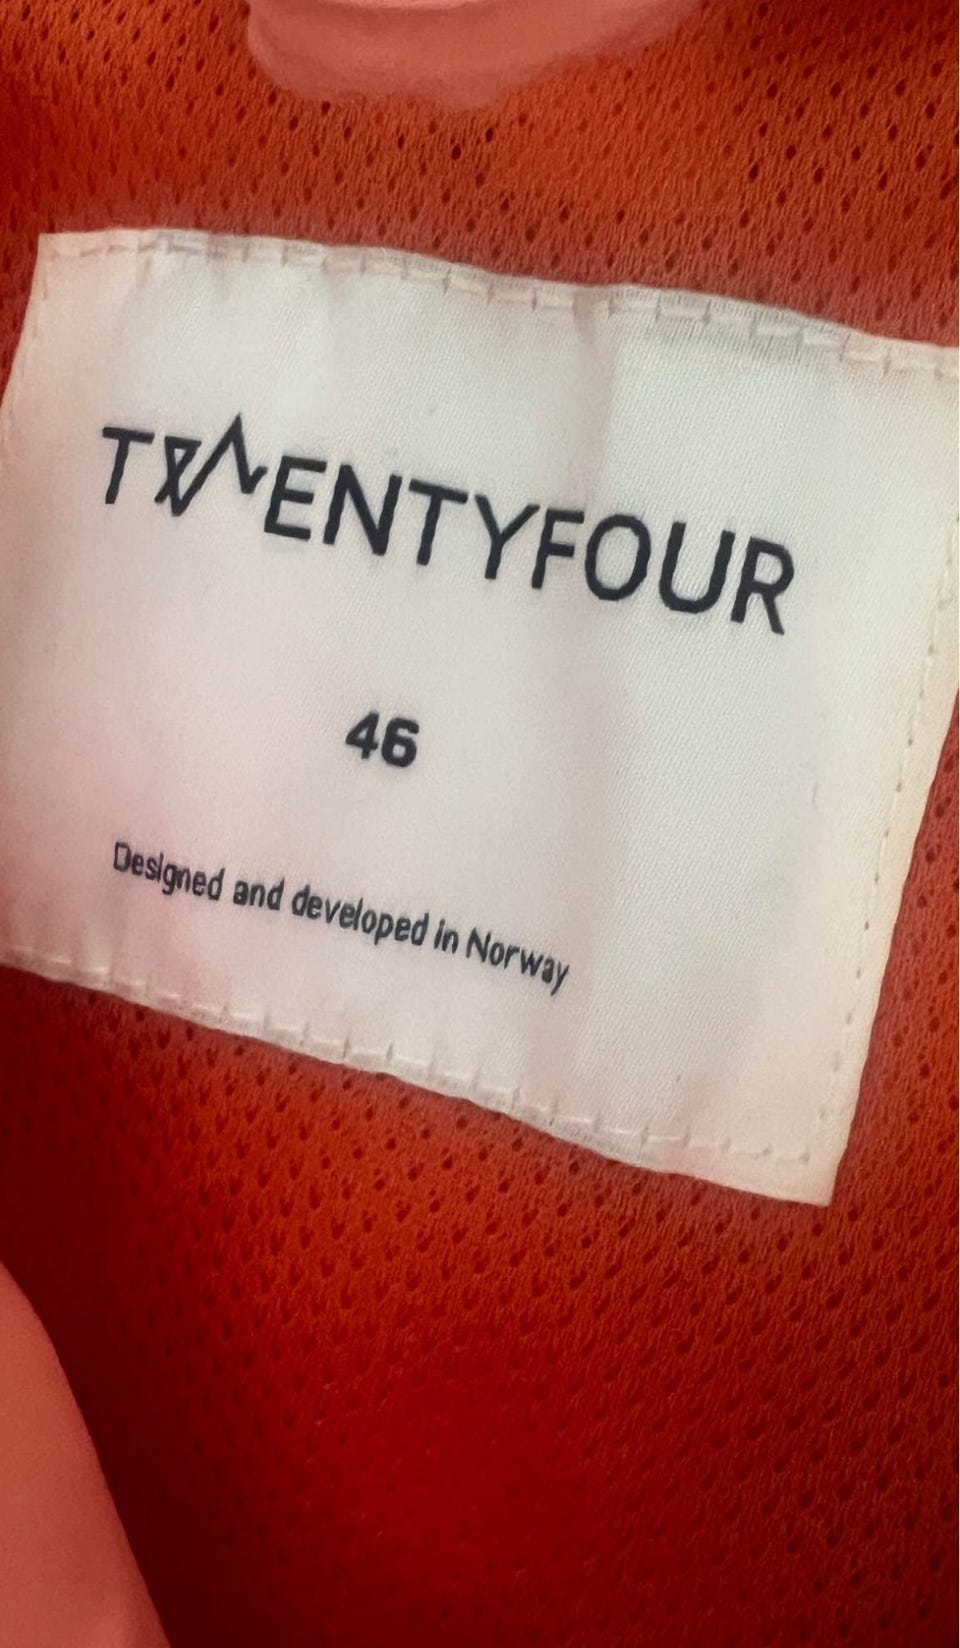 TWENTYFOUR
46
Designed and developed in Norway